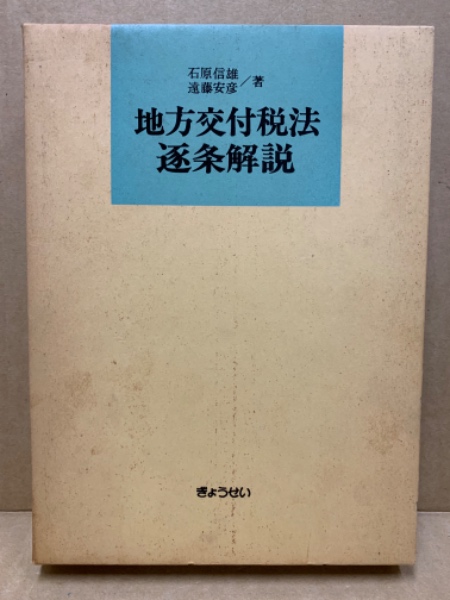 石原信雄
遠藤安彦／著
地方交付税法
逐条解説
ぎょうせい